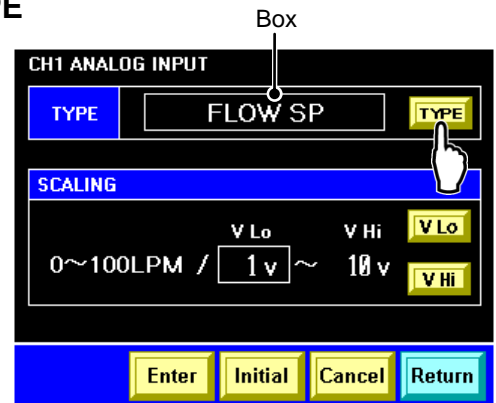 PE
Box
CH1 ANALOG INPUT
TYPE FLOW SP TYPE
SCALING
V Lo V Hi V Lo
0～100LPM / 1 v ～ 10 v
V Hi
Enter Initial Cancel Return